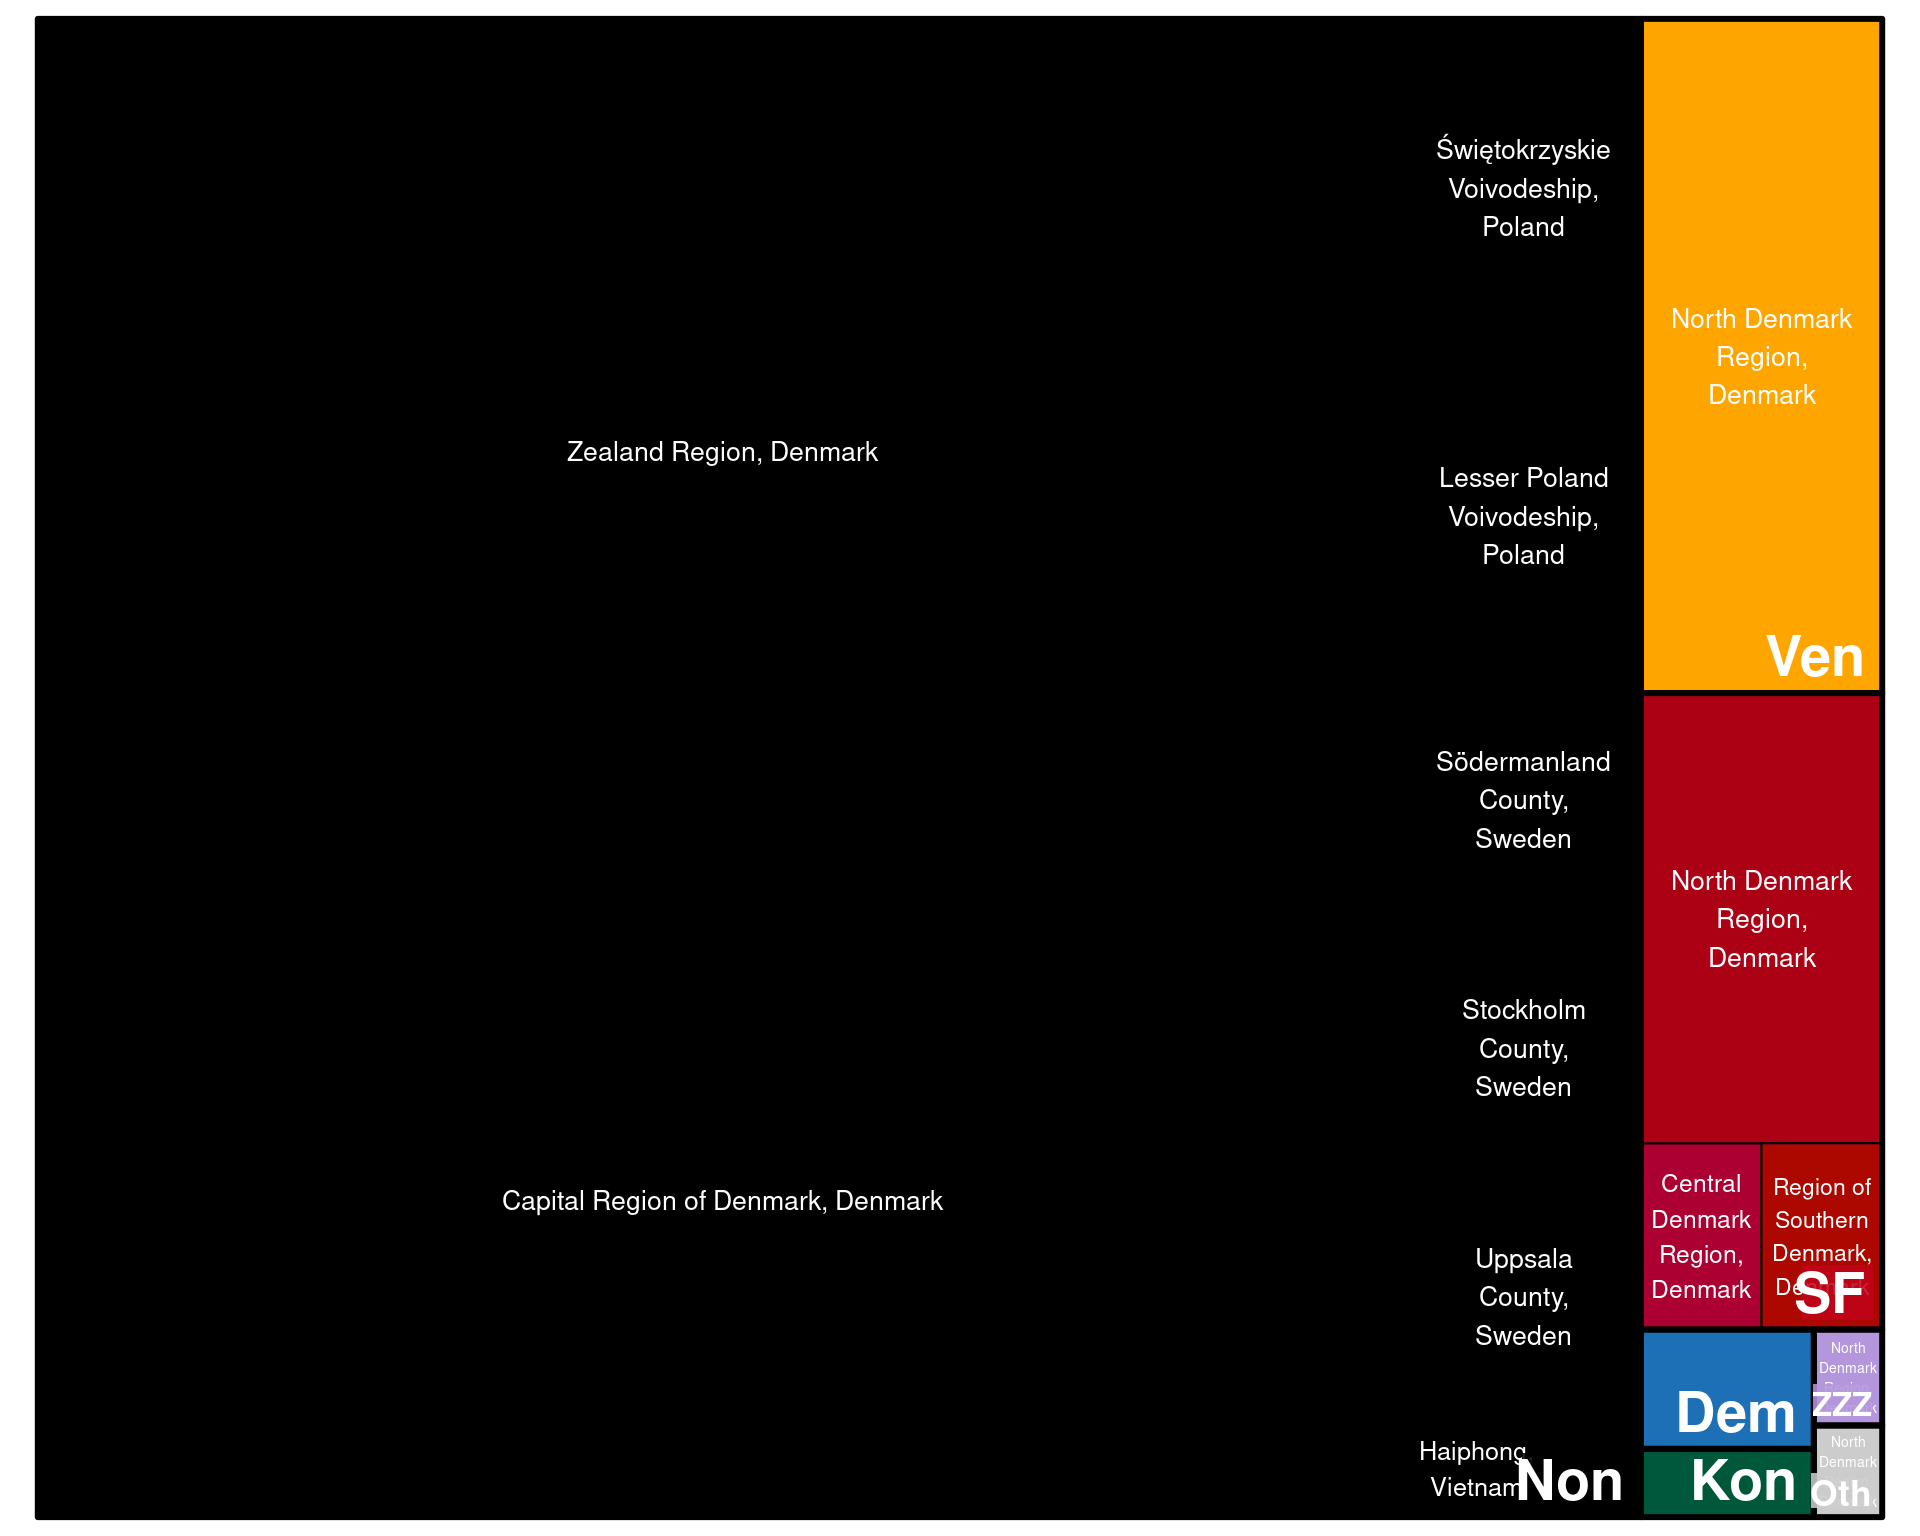 Zealand Region, Denmark
Capital Region of Denmark, Denmark
Świętokrzyskie
Voivodeship,
Poland
Lesser Poland
Voivodeship,
Poland
Södermanland
County,
Sweden
Stockholm
County,
Sweden
Uppsala
County,
Sweden
Haiphong,
Vietnam
Non
North Denmark
Region,
Denmark
Ven
North Denmark
Region,
Denmark
Central
Denmark
Region,
Denmark
Region of
Southern
Denmark,
SF
Dem
Kon
North
Denmark
ZZZ
North
Denmark
Oth